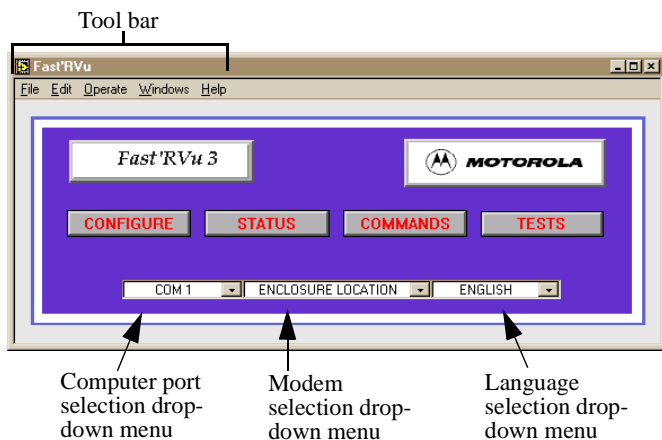 Tool bar
Fast'RVu
File Edit Operate Windows Help
Fast'RVu 3
MOTOROLA
CONFIGURE STATUS COMMANDS TESTS
COM 1 ENCLOSURE LOCATION ENGLISH
Computer port
selection drop-
down menu
Modem
selection drop-
down menu
Language
selection drop-
down menu